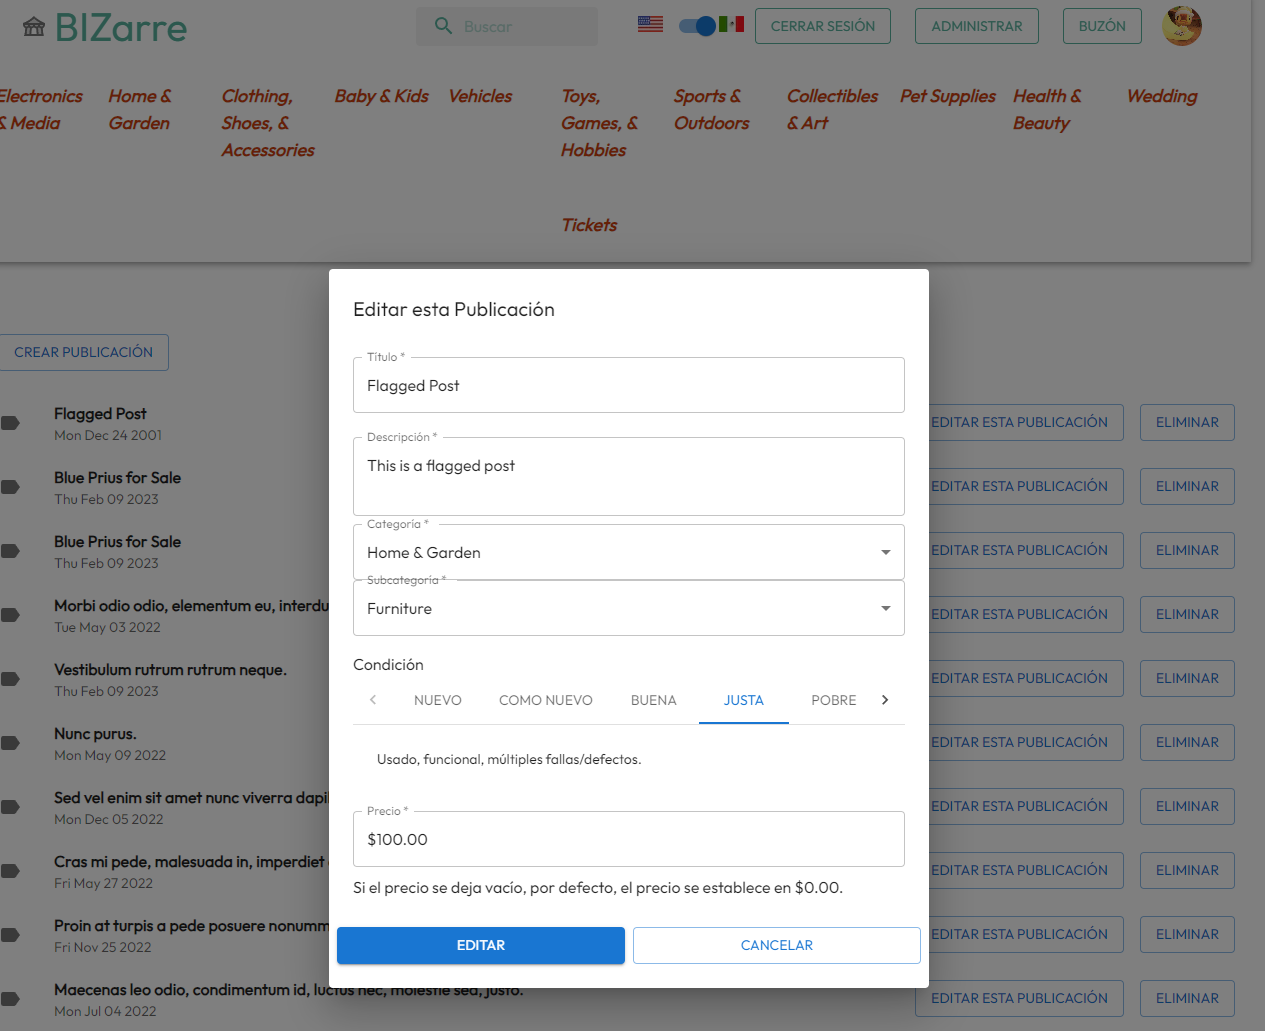 BIZarre
Buscar
CERRAR SESIÓN
ADMINISTRAR
BUZÓN
Electronics & Media
Home & Garden
Clothing, Shoes, & Accessories
Baby & Kids
Vehicles
Toys, Games, & Hobbies
Sports & Outdoors
Collectibles & Art
Pet Supplies
Health & Beauty
Wedding
Tickets
CREAR PUBLICACIÓN
Editar esta Publicación
Título *
Flagged Post
Descripción *
This is a flagged post
Categoría *
Home & Garden
Subcategoría *
Furniture
Condición
NUEVO
COMO NUEVO
BUENA
JUSTA
POBRE
Usado, funcional, múltiples fallas/defectos.
Precio *
$100.00
Si el precio se deja vacío, por defecto, el precio se establece en $0.00.
EDITAR
CANCELAR
Flagged Post
Mon Dec 24 2001
EDITAR ESTA PUBLICACIÓN
ELIMINAR
Blue Prius for Sale
Thu Feb 09 2023
EDITAR ESTA PUBLICACIÓN
ELIMINAR
Blue Prius for Sale
Thu Feb 09 2023
EDITAR ESTA PUBLICACIÓN
ELIMINAR
Morbi odio odio, elementum eu, interdu
Tue May 03 2022
EDITAR ESTA PUBLICACIÓN
ELIMINAR
Vestibulum rutrum rutrum neque.
Thu Feb 09 2023
EDITAR ESTA PUBLICACIÓN
ELIMINAR
Nunc purus.
Mon May 09 2022
EDITAR ESTA PUBLICACIÓN
ELIMINAR
Sed vel enim sit amet nunc viverra dapi
Mon Dec 05 2022
EDITAR ESTA PUBLICACIÓN
ELIMINAR
Cras mi pede, malesuada in, imperdiet
Fri May 27 2022
EDITAR ESTA PUBLICACIÓN
ELIMINAR
Proin at turpis a pede posuere nonumm
Fri Nov 25 2022
EDITAR ESTA PUBLICACIÓN
ELIMINAR
Maecenas leo odio, condimentum id, luctus nec, molestie sed, justo.
Mon Jul 04 2022
EDITAR ESTA PUBLICACIÓN
ELIMINAR